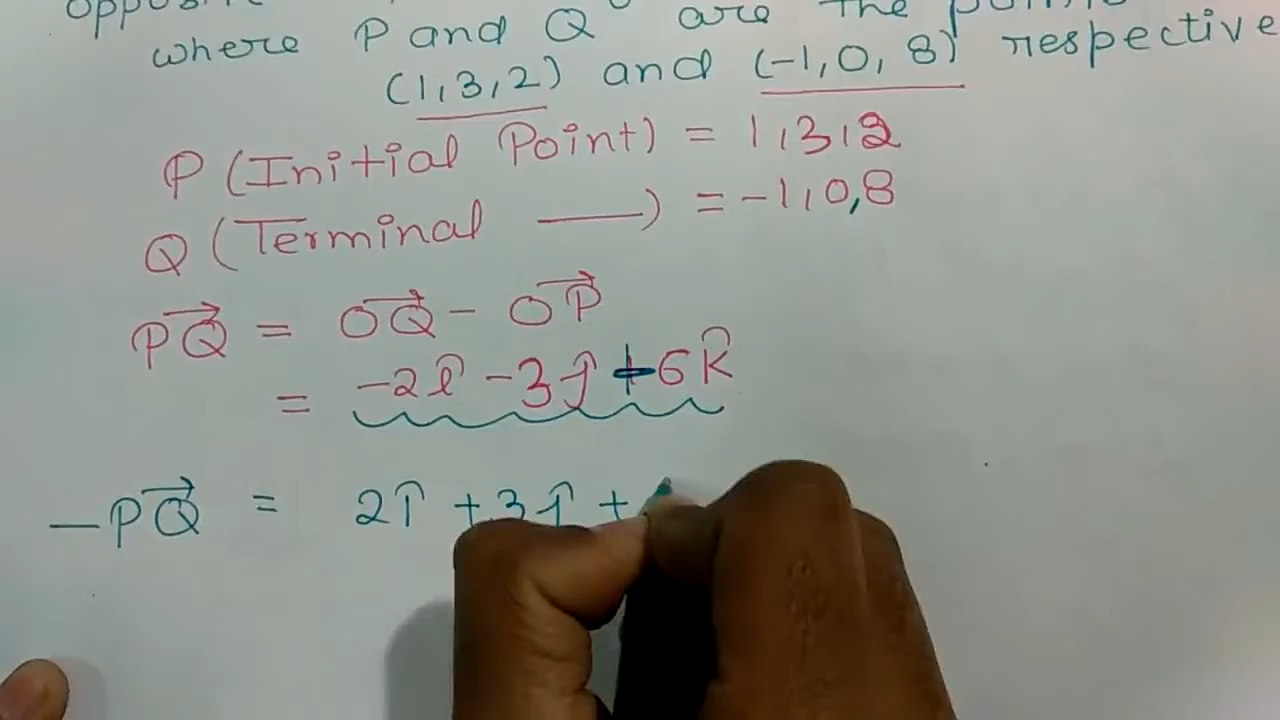 where P and Q are the
(1,3,2) and (-1,0,8) respective
P (Initial Point) = 1,3,2
Q (Terminal —) = -1,0,8
PQ⃗ = OQ⃗ - OP⃗
= -2î -3ĵ +6k̂
-PQ⃗ = 2î +3ĵ +